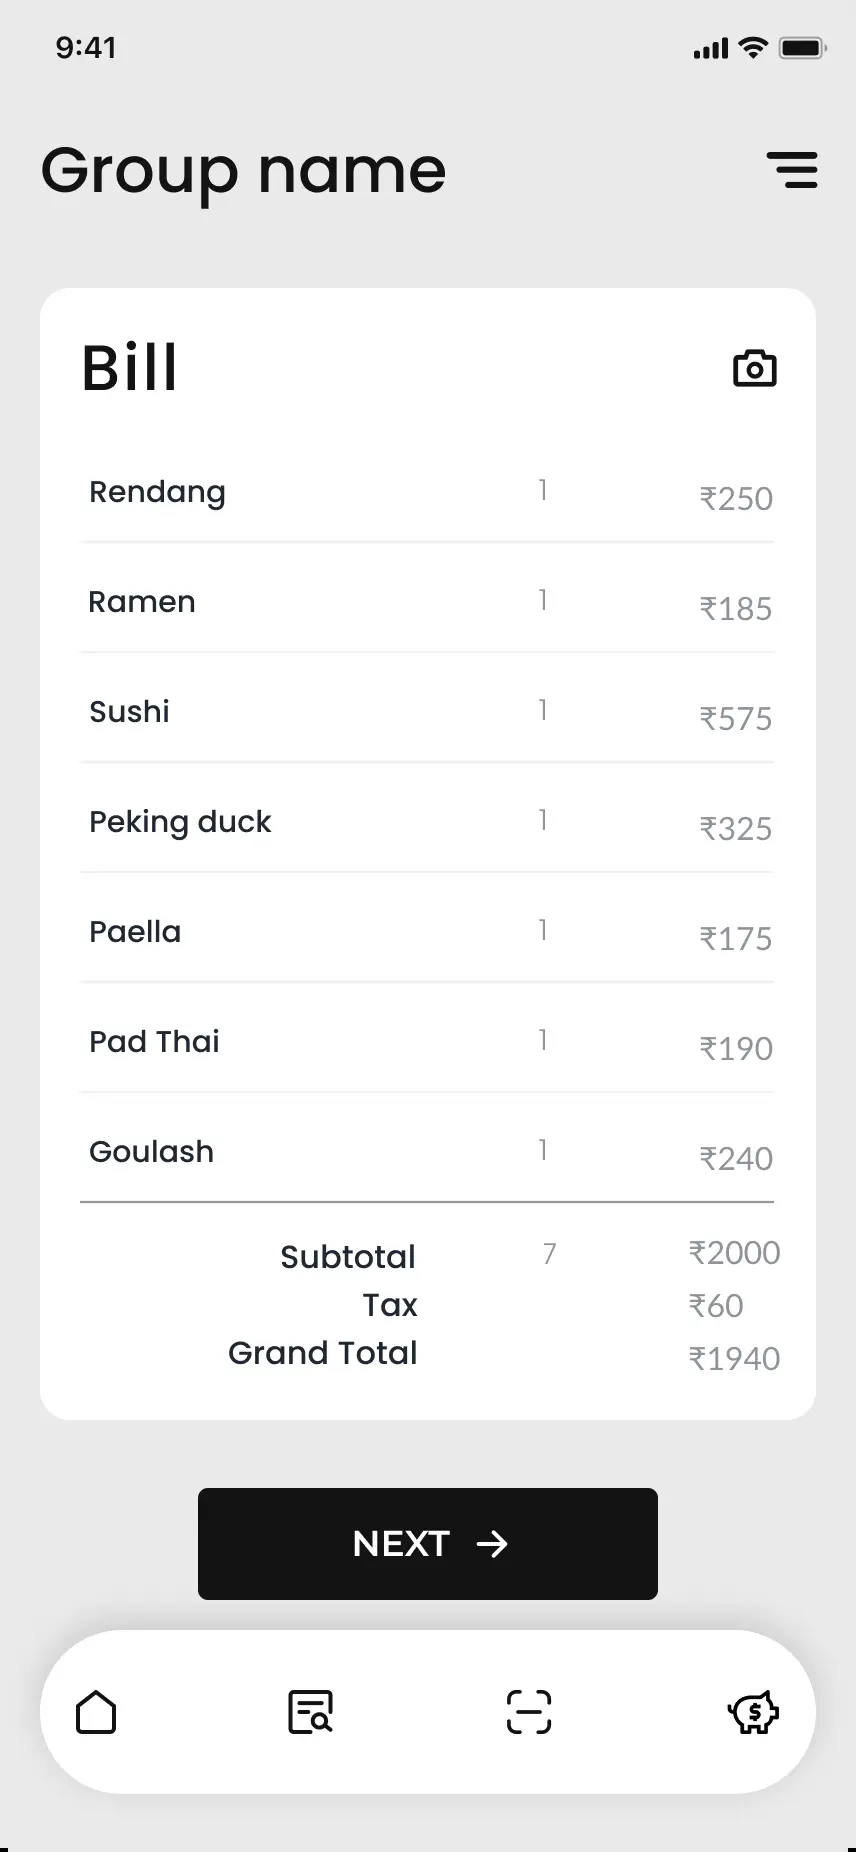 9:41
Group name
Bill
Rendang 1 ₹250
Ramen 1 ₹185
Sushi 1 ₹575
Peking duck 1 ₹325
Paella 1 ₹175
Pad Thai 1 ₹190
Goulash 1 ₹240
Subtotal 7 ₹2000
Tax ₹60
Grand Total ₹1940
NEXT →
$